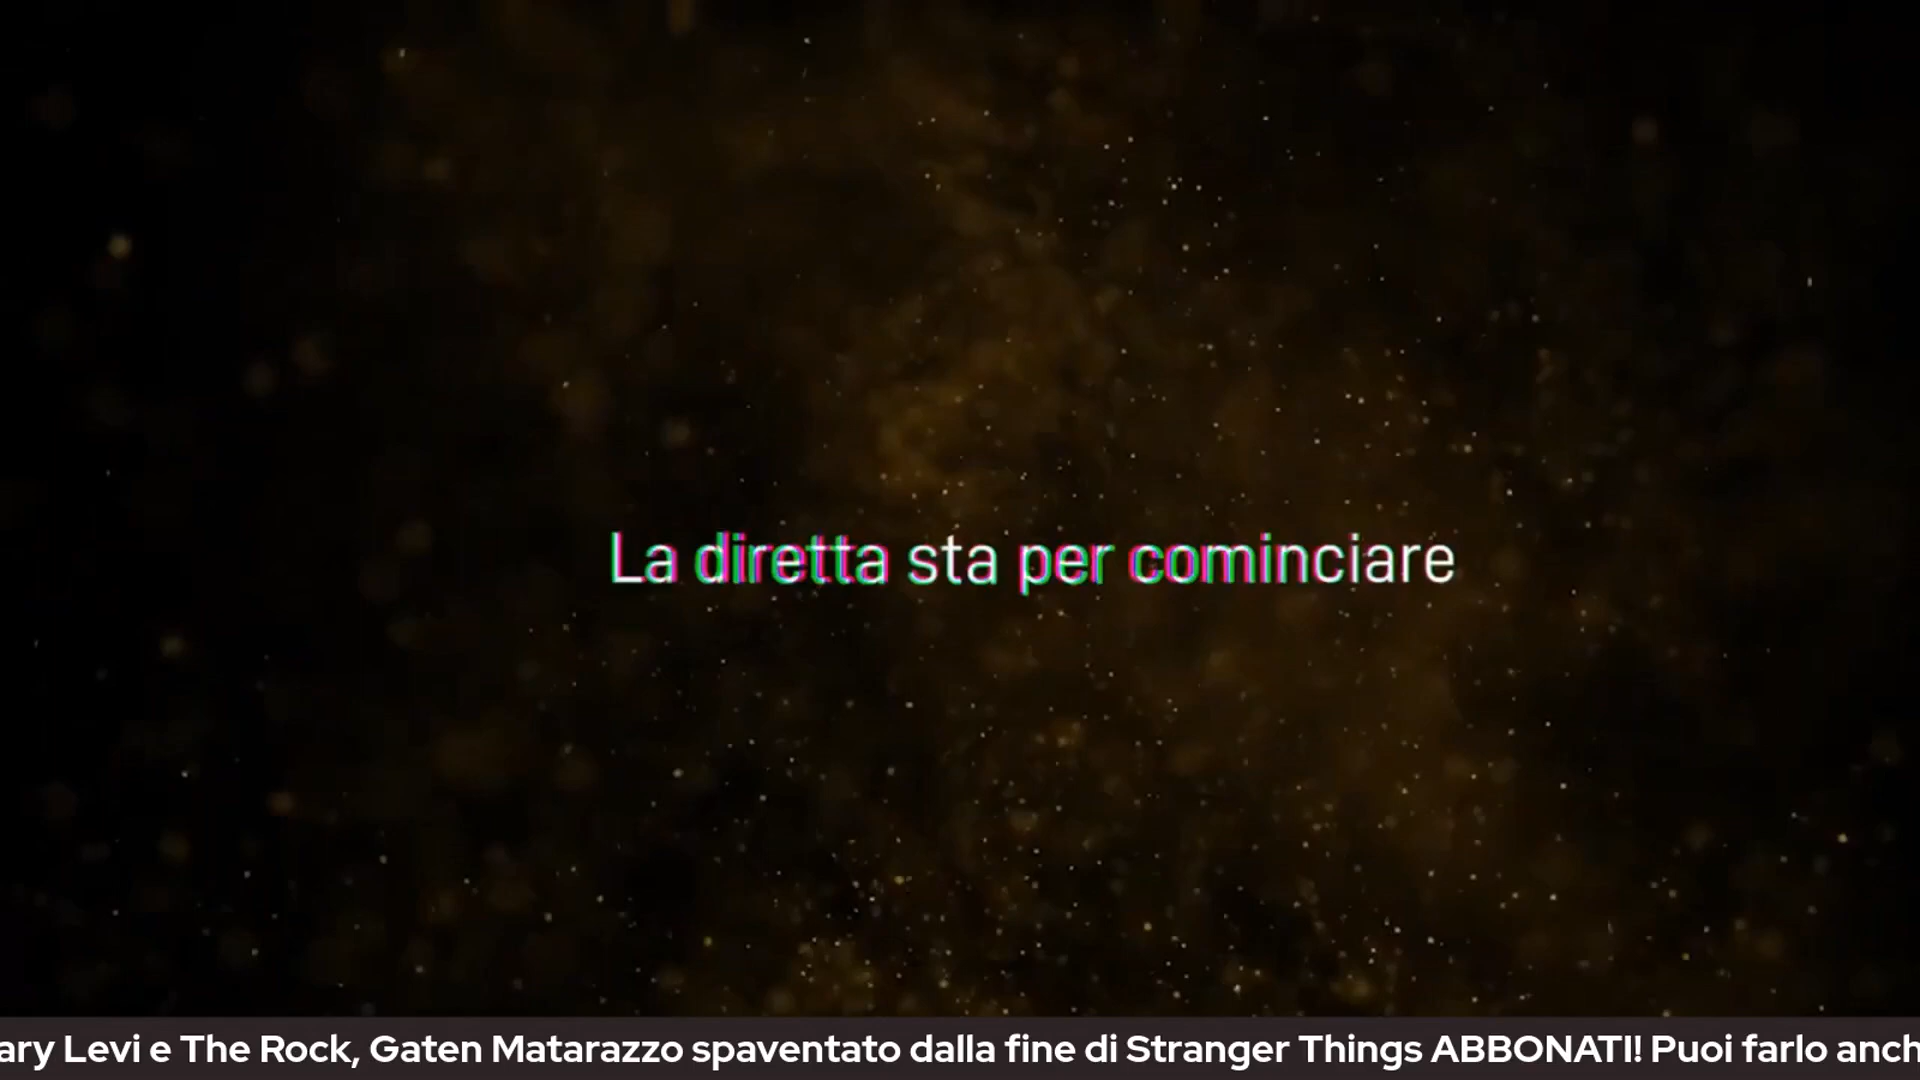 La diretta sta per cominciare
ary Levi e The Rock, Gaten Matarazzo spaventato dalla fine di Stranger Things ABBONATI! Puoi farlo anch